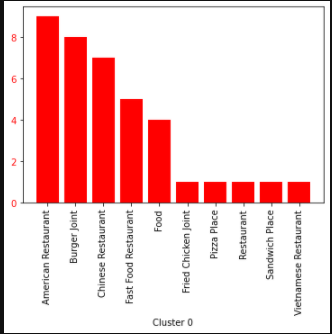 8
6
4
2
0
American Restaurant
Burger Joint
Chinese Restaurant
Fast Food Restaurant
Food
Fried Chicken Joint
Pizza Place
Restaurant
Sandwich Place
Vietnamese Restaurant
Cluster 0